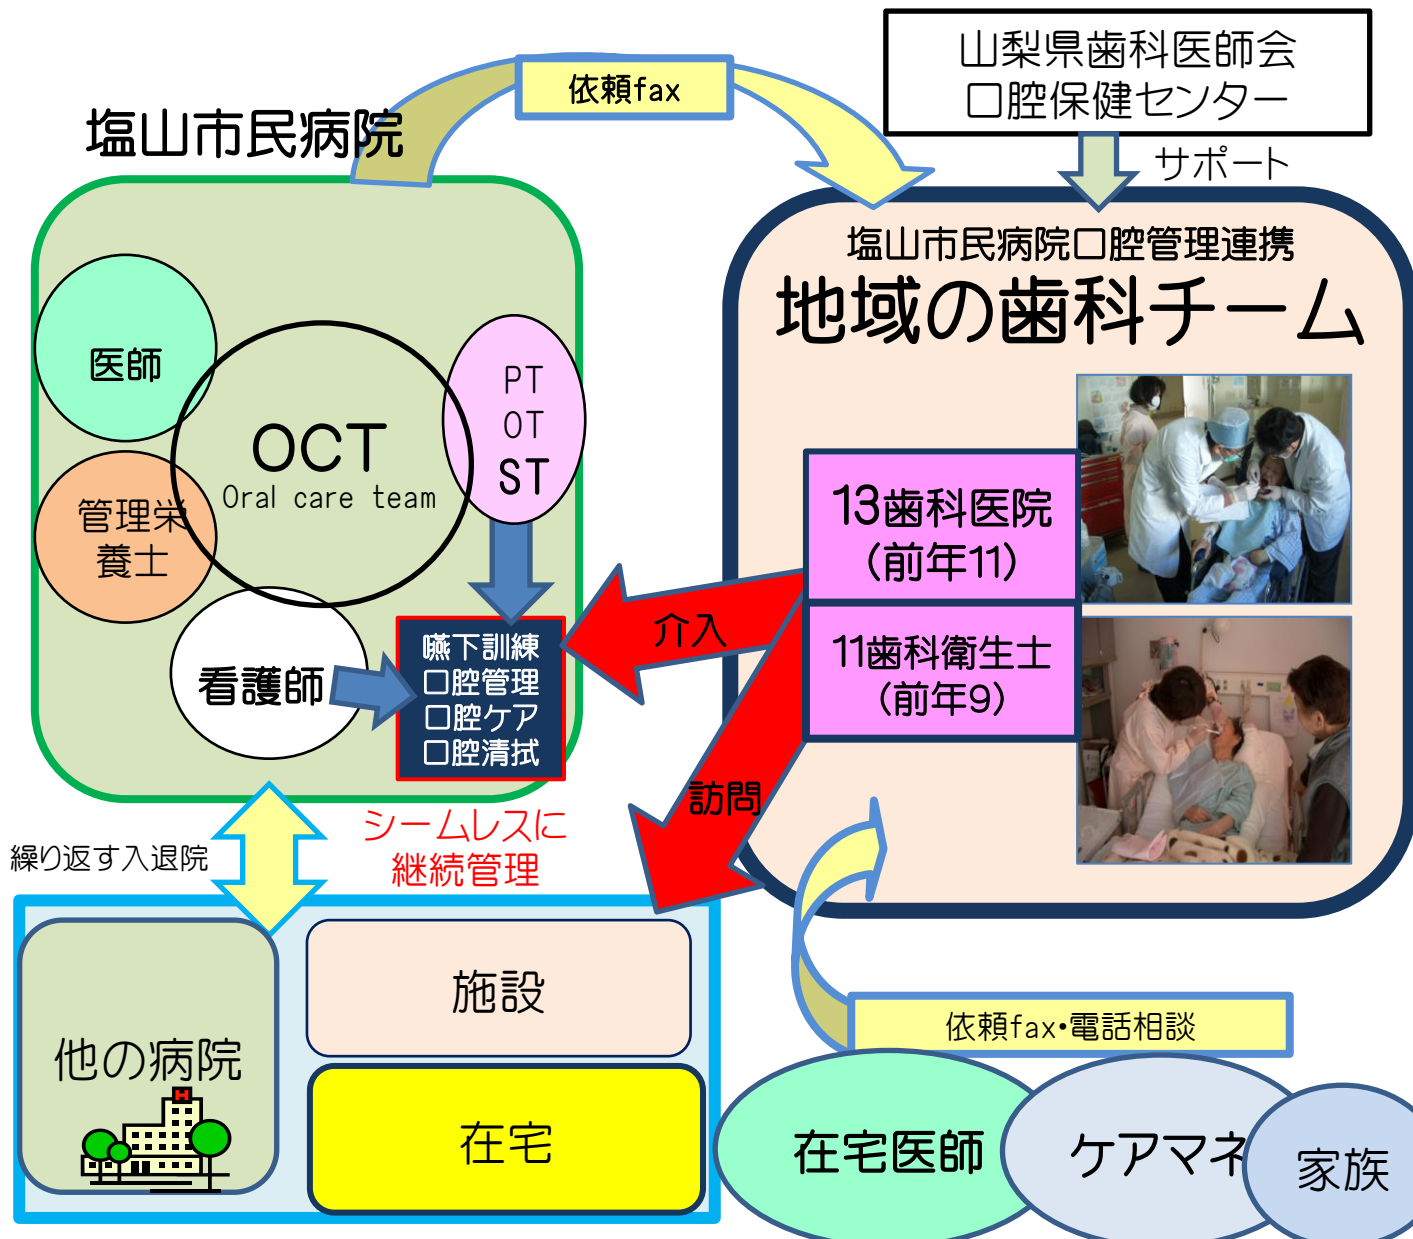 山梨県歯科医師会
口腔保健センター
依頼fax
塩山市民病院
サポート
塩山市民病院口腔管理連携
地域の歯科チーム
医師
PT
OT
ST
OCT
Oral care team
管理栄
養士
13歯科医院
(前年11)
11歯科衛生士
(前年9)
介入
看護師
嚥下訓練
口腔管理
口腔ケア
口腔清拭
訪問
シームレスに
継続管理
繰り返す入退院
施設
他の病院
H
在宅
依頼fax・電話相談
在宅医師
ケアマネ
家族